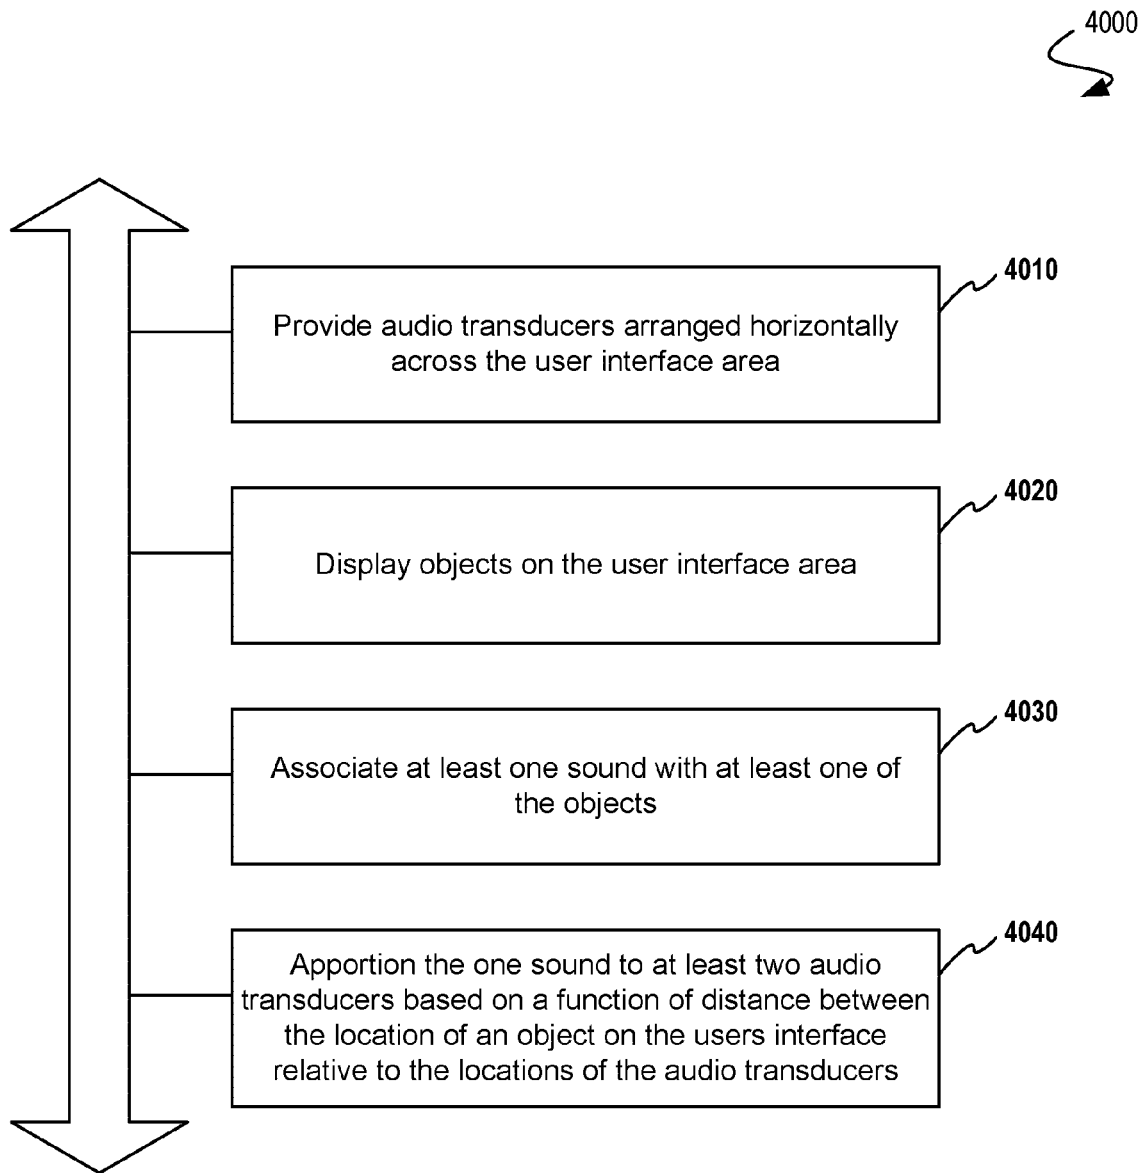 4000
4010
Provide audio transducers arranged horizontally
across the user interface area
4020
Display objects on the user interface area
4030
Associate at least one sound with at least one of
the objects
4040
Apportion the one sound to at least two audio
transducers based on a function of distance between
the location of an object on the users interface
relative to the locations of the audio transducers